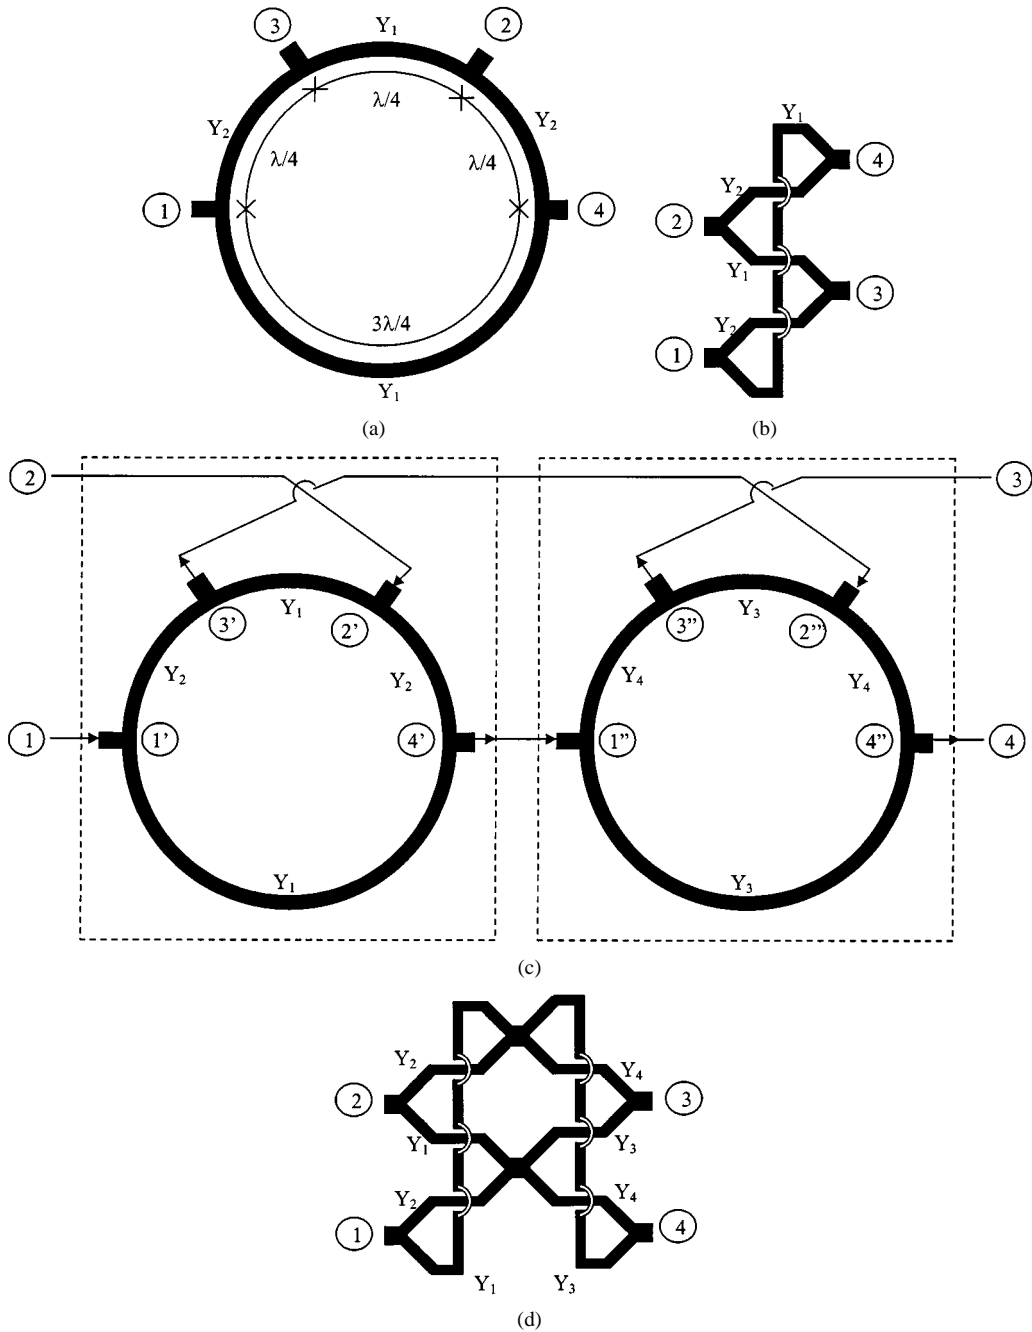 3 Y₁ 2
λ/4
Y₂ Y₂
λ/4 λ/4
1 4
3λ/4
Y₁
(a)
Y₁
4
Y₂
2
Y₁
3
Y₂
1
(b)
2 3
Y₁ Y₃
3' 2' 3" 2'"
Y₂ Y₂ Y₄ Y₄
1 1' 4' 1" 4" 4
Y₁ Y₃
(c)
Y₂ Y₄
2 3
Y₁ Y₃
Y₂ Y₄
1 4
Y₁ Y₃
(d)